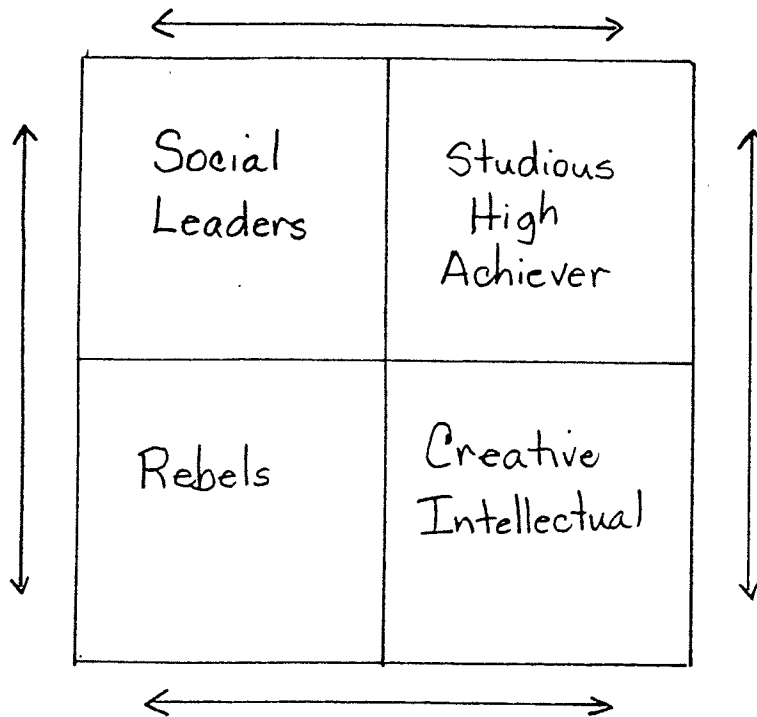 Social
Leaders
Studious
High
Achiever
Rebels
Creative
Intellectual